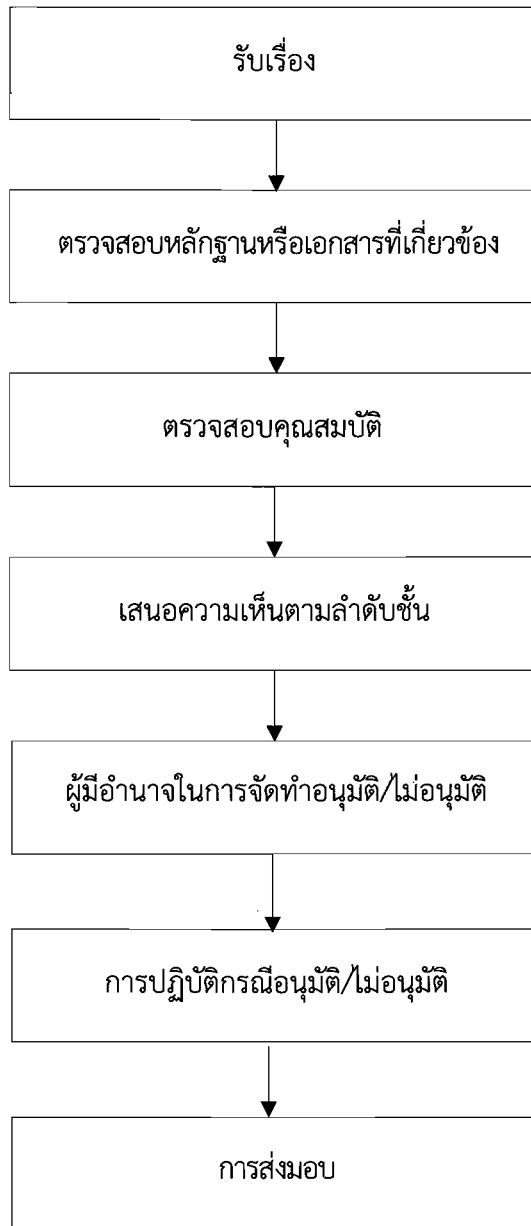 รับเรื่อง
ตรวจสอบหลักฐานหรือเอกสารที่เกี่ยวข้อง
ตรวจสอบคุณสมบัติ
เสนอความเห็นตามลำดับชั้น
ผู้มีอำนาจในการจัดทำอนุมัติ/ไม่อนุมัติ
การปฏิบัติกรณีอนุมัติ/ไม่อนุมัติ
การส่งมอบ